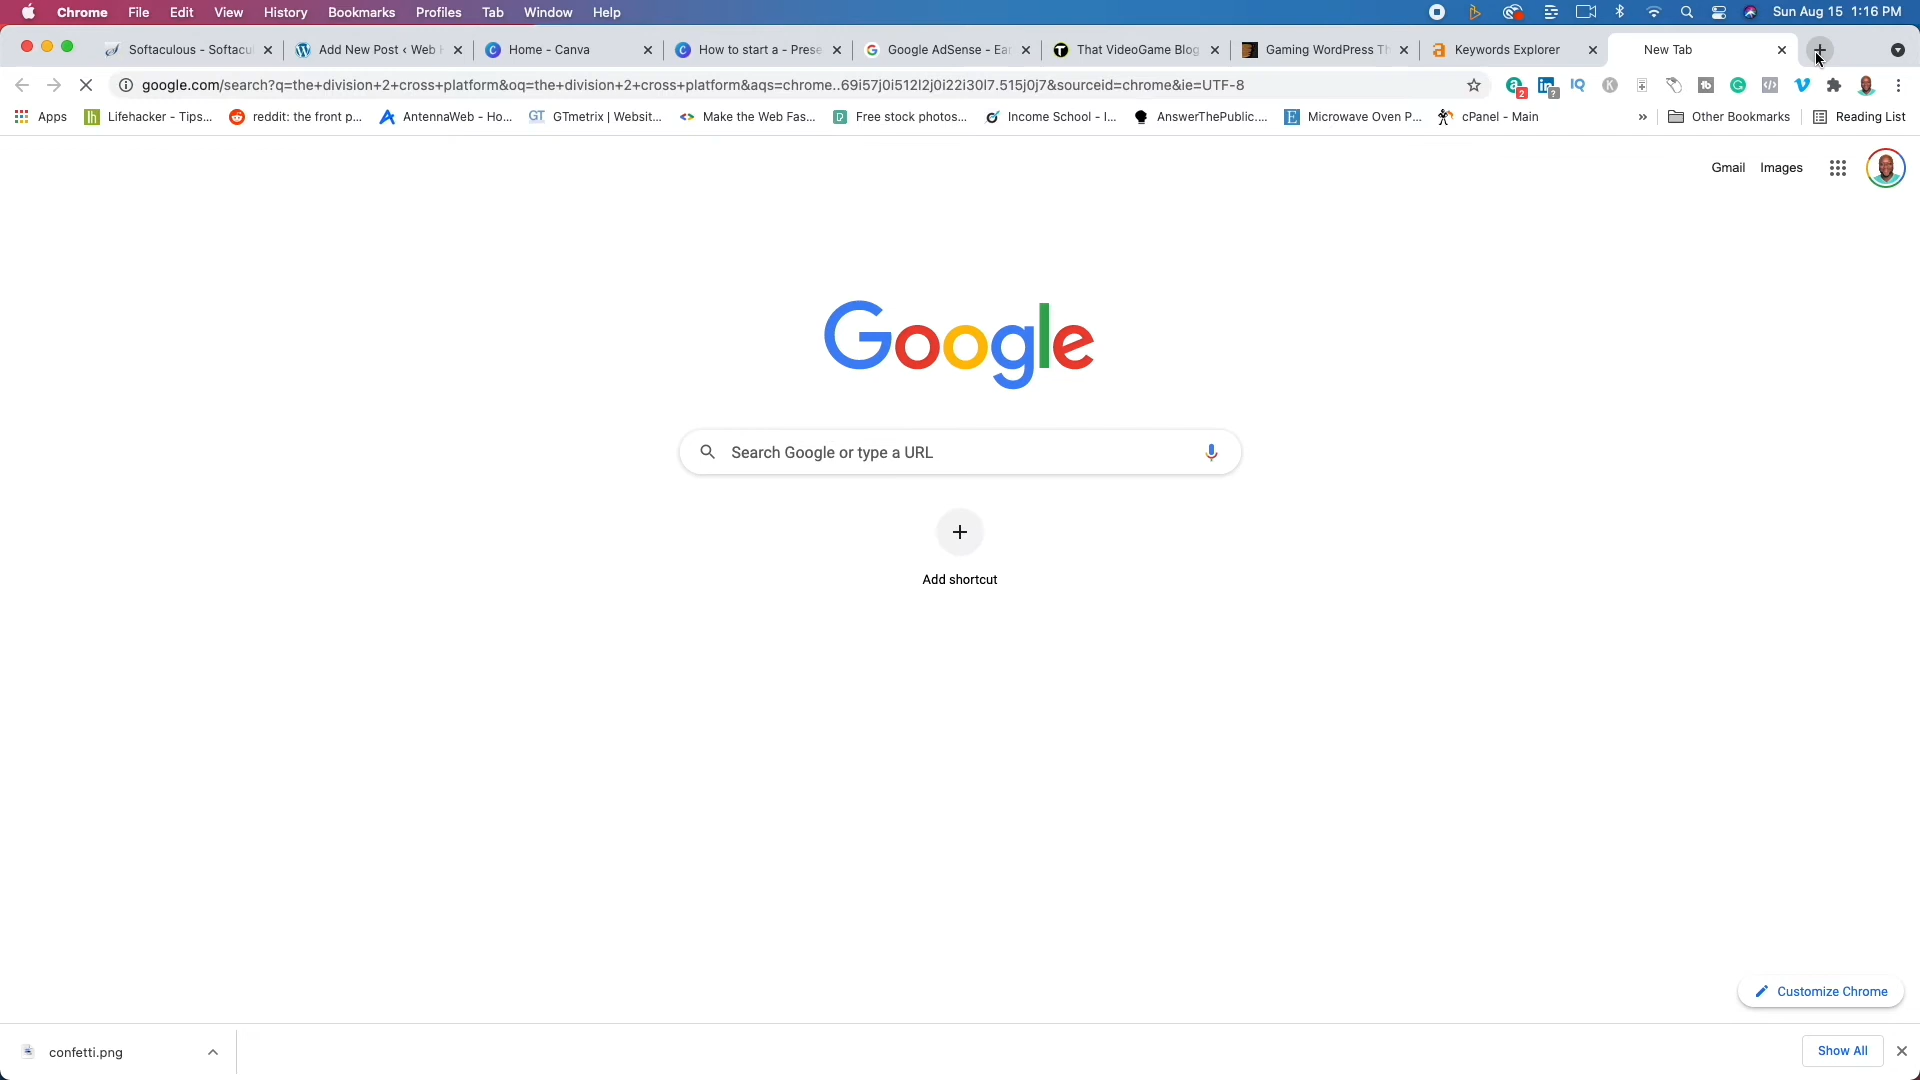 Chrome File Edit View History Bookmarks Profiles Tab Window Help Sun Aug 15 1:16 PM
Softaculous - Softacu Add New Post ‹ Web H Home - Canva How to start a - Prese Google AdSense - Ear That VideoGame Blog Gaming WordPress Th Keywords Explorer New Tab
google.com/search?q=the+division+2+cross+platform&oq=the+division+2+cross+platform&aqs=chrome..69i57j0i512l2j0i22i30l7.515j0j7&sourceid=chrome&ie=UTF-8
Apps Lifehacker - Tips... reddit: the front p... AntennaWeb - Ho... GT GTmetrix | Websit... Make the Web Fas... Free stock photos... Income School - I... AnswerThePublic:... Microwave Oven P... cPanel - Main » Other Bookmarks Reading List
Gmail Images
Google
Search Google or type a URL
Add shortcut
Customize Chrome
confetti.png Show All